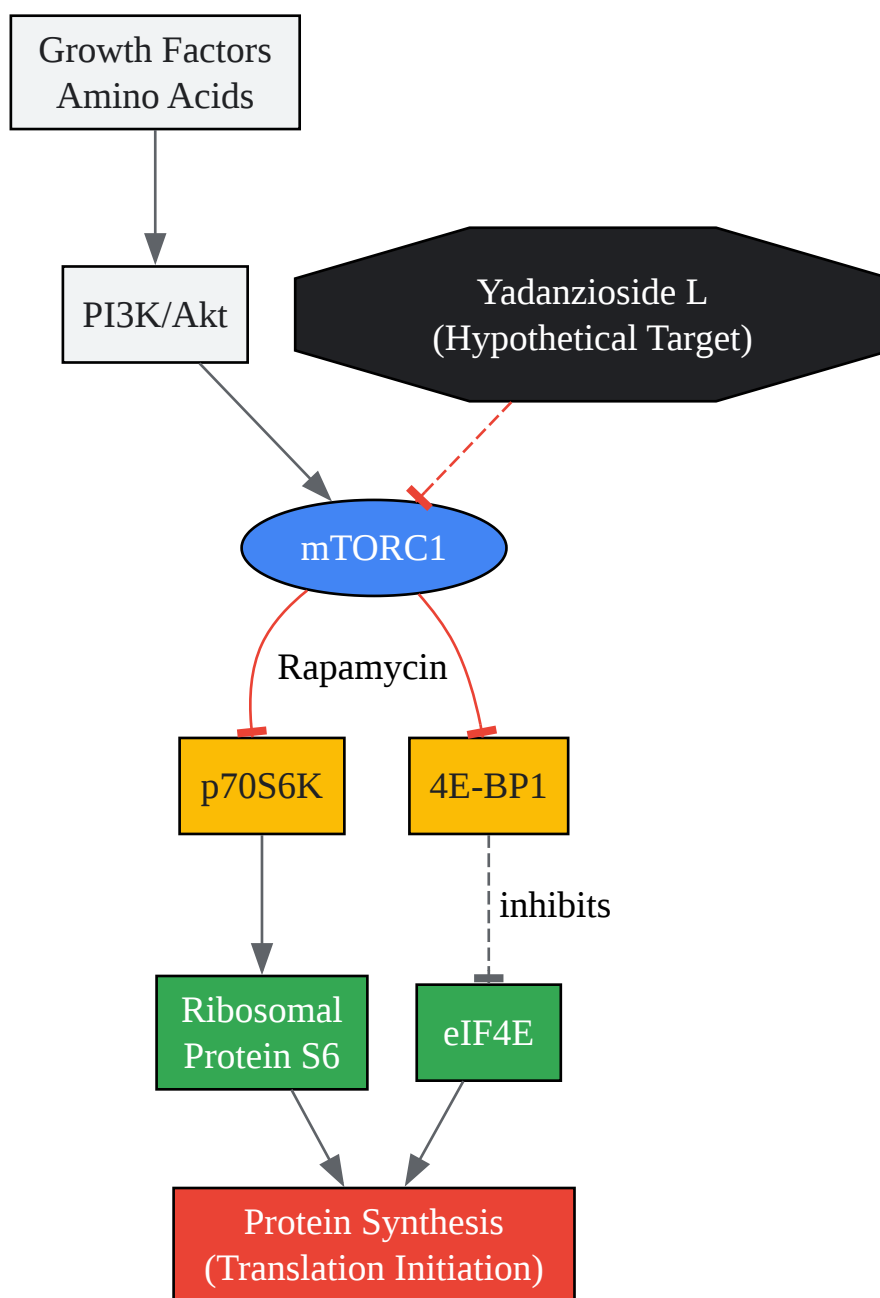 Growth Factors
Amino Acids
PI3K/Akt
Yadanzioside L
(Hypothetical Target)
mTORC1
Rapamycin
p70S6K
4E-BP1
inhibits
Ribosomal
Protein S6
eIF4E
Protein Synthesis
(Translation Initiation)